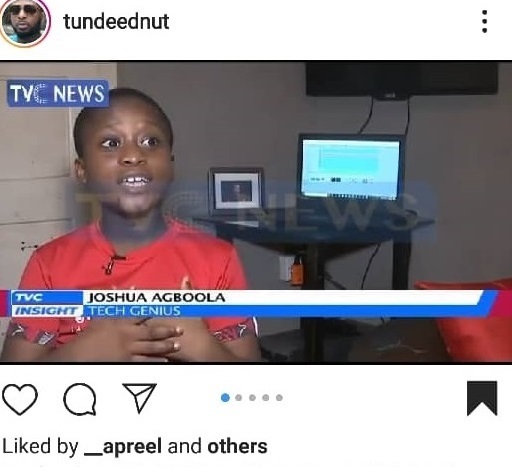 tundeednut
TVC NEWS
TVC NEWS
TVC JOSHUA AGBOOLA
INSIGHT TECH GENIUS
Liked by __apreel and others